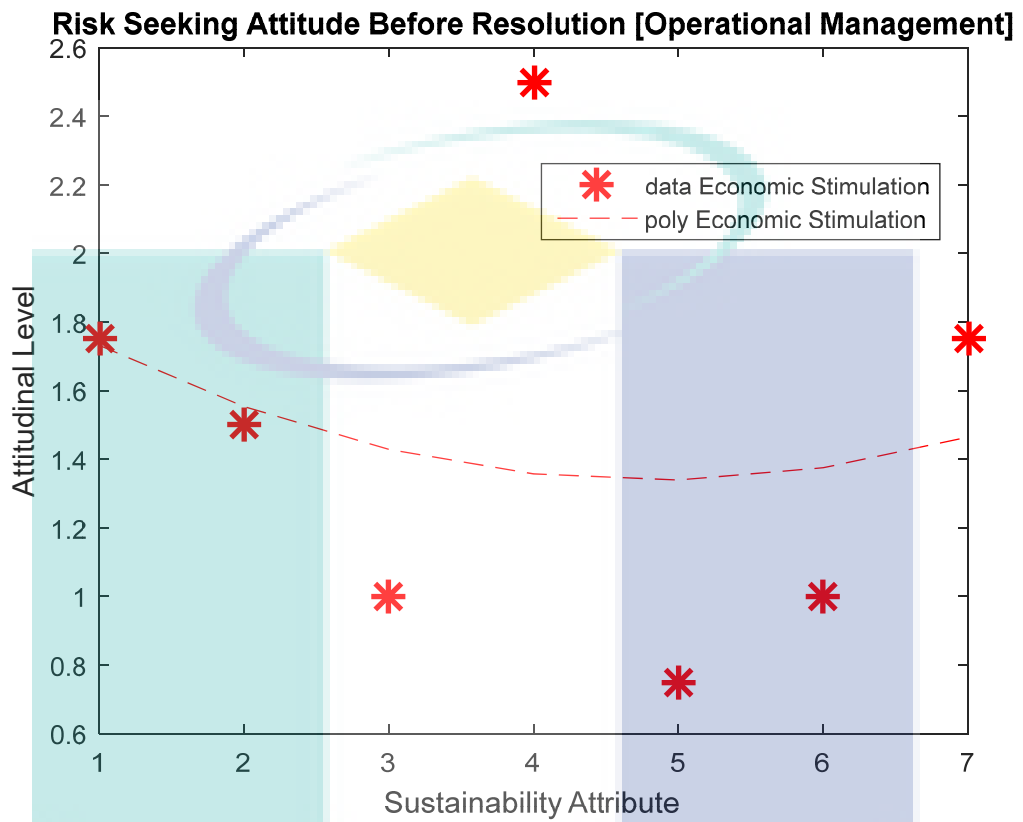 Risk Seeking Attitude Before Resolution [Operational Management]
2.6
2.4
2.2
2
1.8
1.6
1.4
1.2
1
0.8
0.6
Attitudinal Level
data Economic Stimulation
poly Economic Stimulation
1 2 3 4 5 6 7
Sustainability Attribute